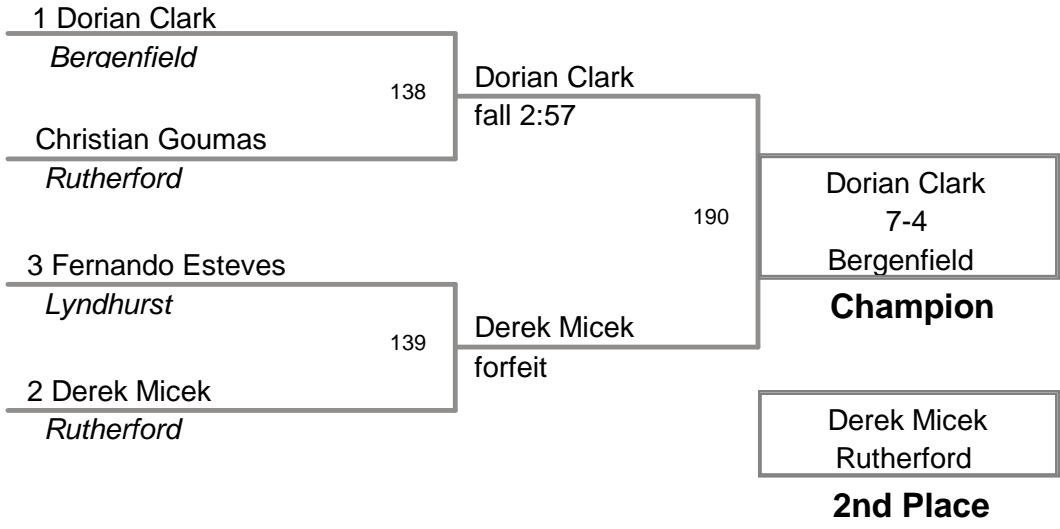 1 Dorian Clark
Bergenfield
138
Dorian Clark
fall 2:57
Christian Goumas
Rutherford
190
Dorian Clark
7-4
Bergenfield
Champion
3 Fernando Esteves
Lyndhurst
139
Derek Micek
forfeit
2 Derek Micek
Rutherford
Derek Micek
Rutherford
2nd Place